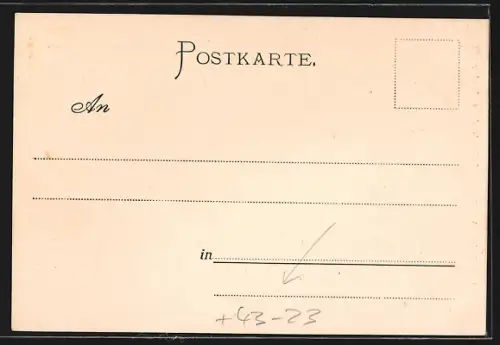 POSTKARTE.
An
in
+43-23